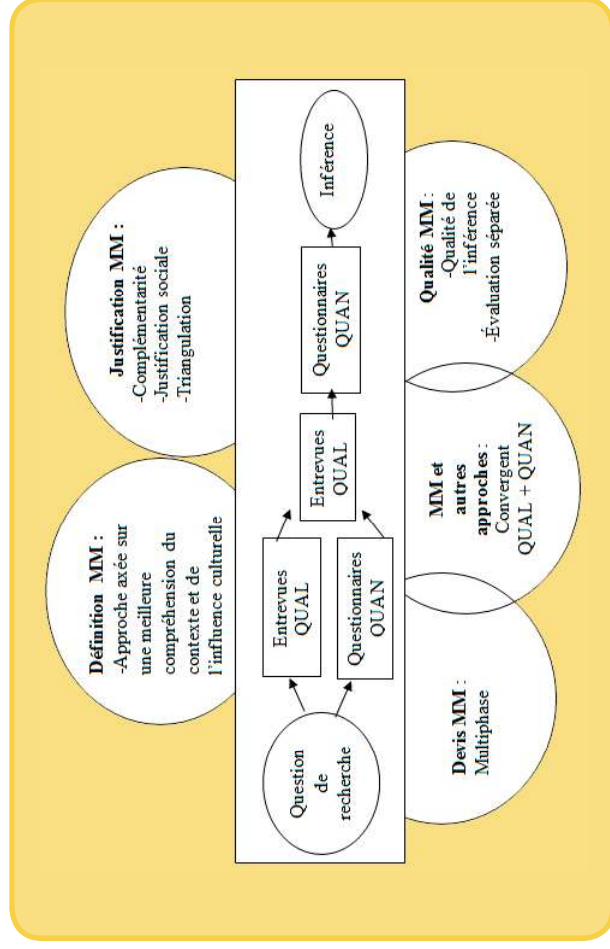 Définition MM :
-Approche axée sur
une meilleure
compréhension du
contexte et de
l'influence culturelle
Justification MM :
-Complémentarité
-Justification sociale
-Triangulation
Question
de
recherche
Entrevues
QUAL
Questionnaires
QUAN
Entrevues
QUAL
Questionnaires
QUAN
Inférence
Devis MM :
Multiphase
MM et
autres
approches :
Convergent
QUAL + QUAN
Qualité MM :
-Qualité de
l'inférence
-Évaluation séparée